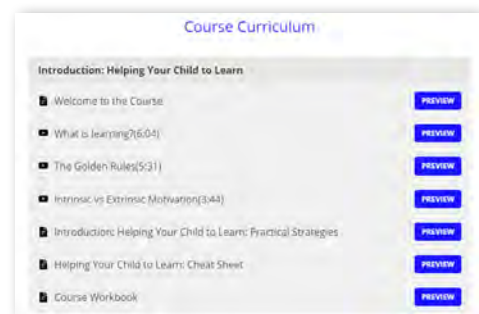 Course Curriculum
Introduction: Helping Your Child to Learn
Welcome to the Course PREVIEW
What is learning?(6:04) PREVIEW
The Golden Rules(5:31) PREVIEW
Intrinsic vs Extrinsic Motivation(3:44) PREVIEW
Introduction: Helping Your Child to Learn: Practical Strategies PREVIEW
Helping Your Child to Learn: Cheat Sheet PREVIEW
Course Workbook PREVIEW